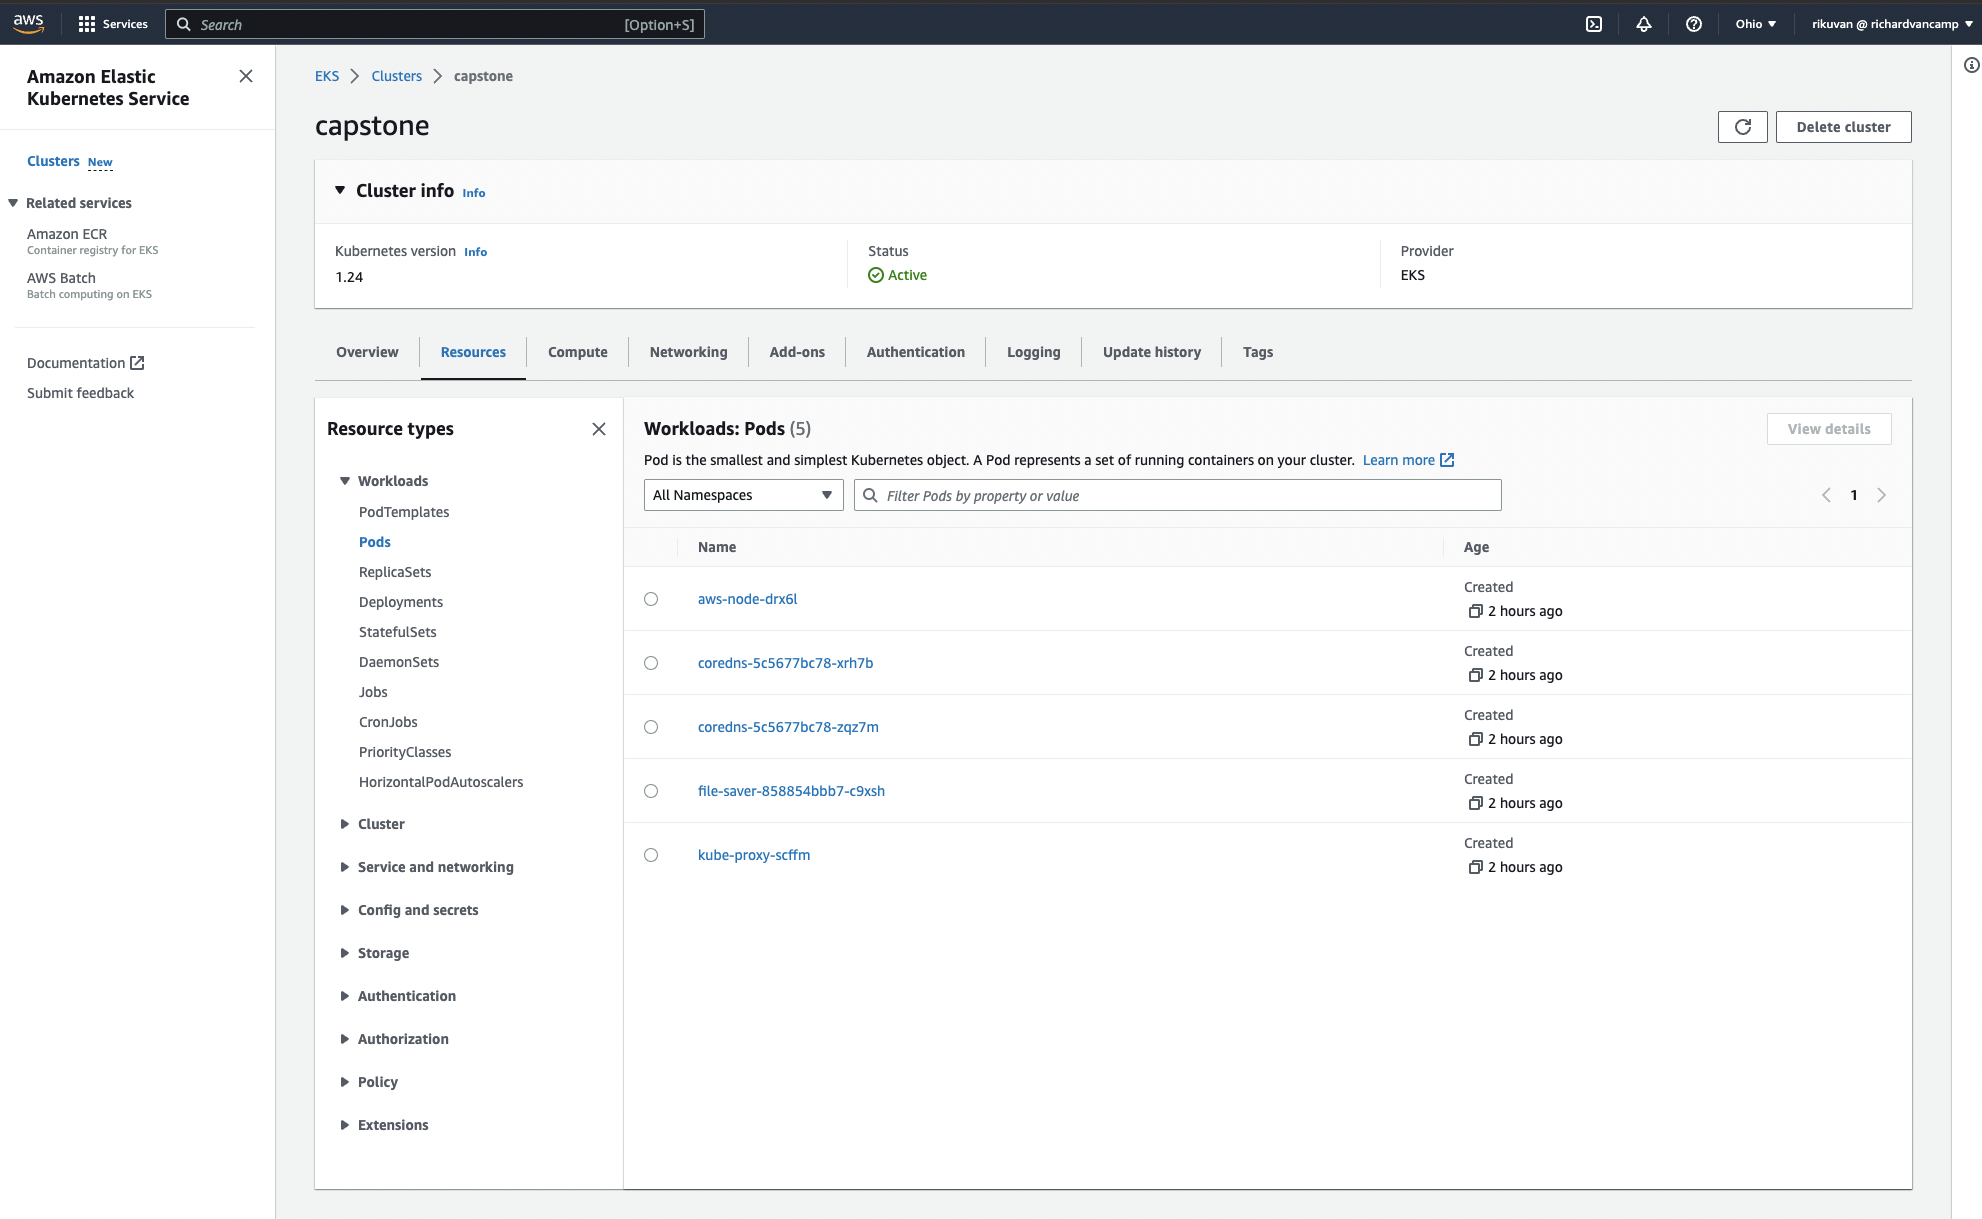 aws
Services
Search [Option+S]
Ohio
rikuvan @ richardvancamp
Amazon Elastic
Kubernetes Service
Clusters New
Related services
Amazon ECR
Container registry for EKS
AWS Batch
Batch computing on EKS
Documentation
Submit feedback
EKS Clusters capstone
capstone
Delete cluster
Cluster info Info
Kubernetes version Info
1.24
Status
Active
Provider
EKS
Overview Resources Compute Networking Add-ons Authentication Logging Update history Tags
Resource types
Workloads
PodTemplates
Pods
ReplicaSets
Deployments
StatefulSets
DaemonSets
Jobs
CronJobs
PriorityClasses
HorizontalPodAutoscalers
Cluster
Service and networking
Config and secrets
Storage
Authentication
Authorization
Policy
Extensions
Workloads: Pods (5)
View details
Pod is the smallest and simplest Kubernetes object. A Pod represents a set of running containers on your cluster. Learn more
All Namespaces
Filter Pods by property or value
1
Name Age
aws-node-drx6l
Created
2 hours ago
coredns-5c5677bc78-xrh7b
Created
2 hours ago
coredns-5c5677bc78-zqz7m
Created
2 hours ago
file-saver-858854bbb7-c9xsh
Created
2 hours ago
kube-proxy-scffm
Created
2 hours ago